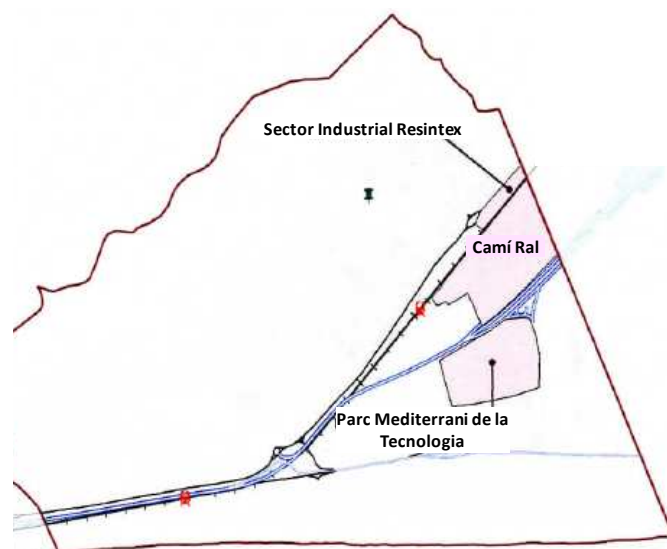 Sector Industrial Resintex
Camí Ral
Parc Mediterrani de la
Tecnologia